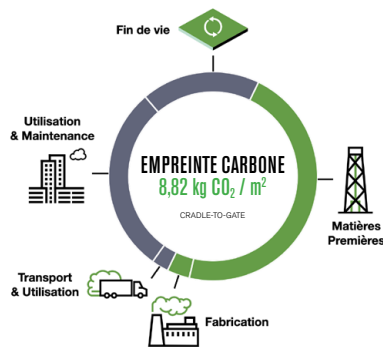 Fin de vie
Utilisation
& Maintenance
EMPREINTE CARBONE
8,82 kg CO₂ / m²
CRADLE-TO-GATE
Matières
Premières
Transport
& Utilisation
Fabrication